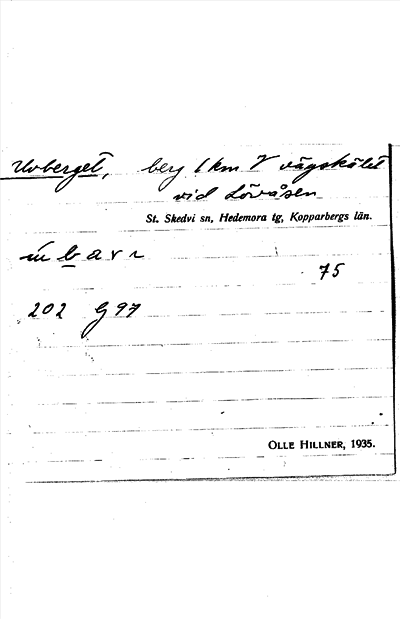 Uvberget, berg 1 km V vägskälet
vid Lövåsen
St. Skedvi sn, Hedemora tg, Kopparbergs län.
75
202 G 97
OLLE HILLNER, 1935.